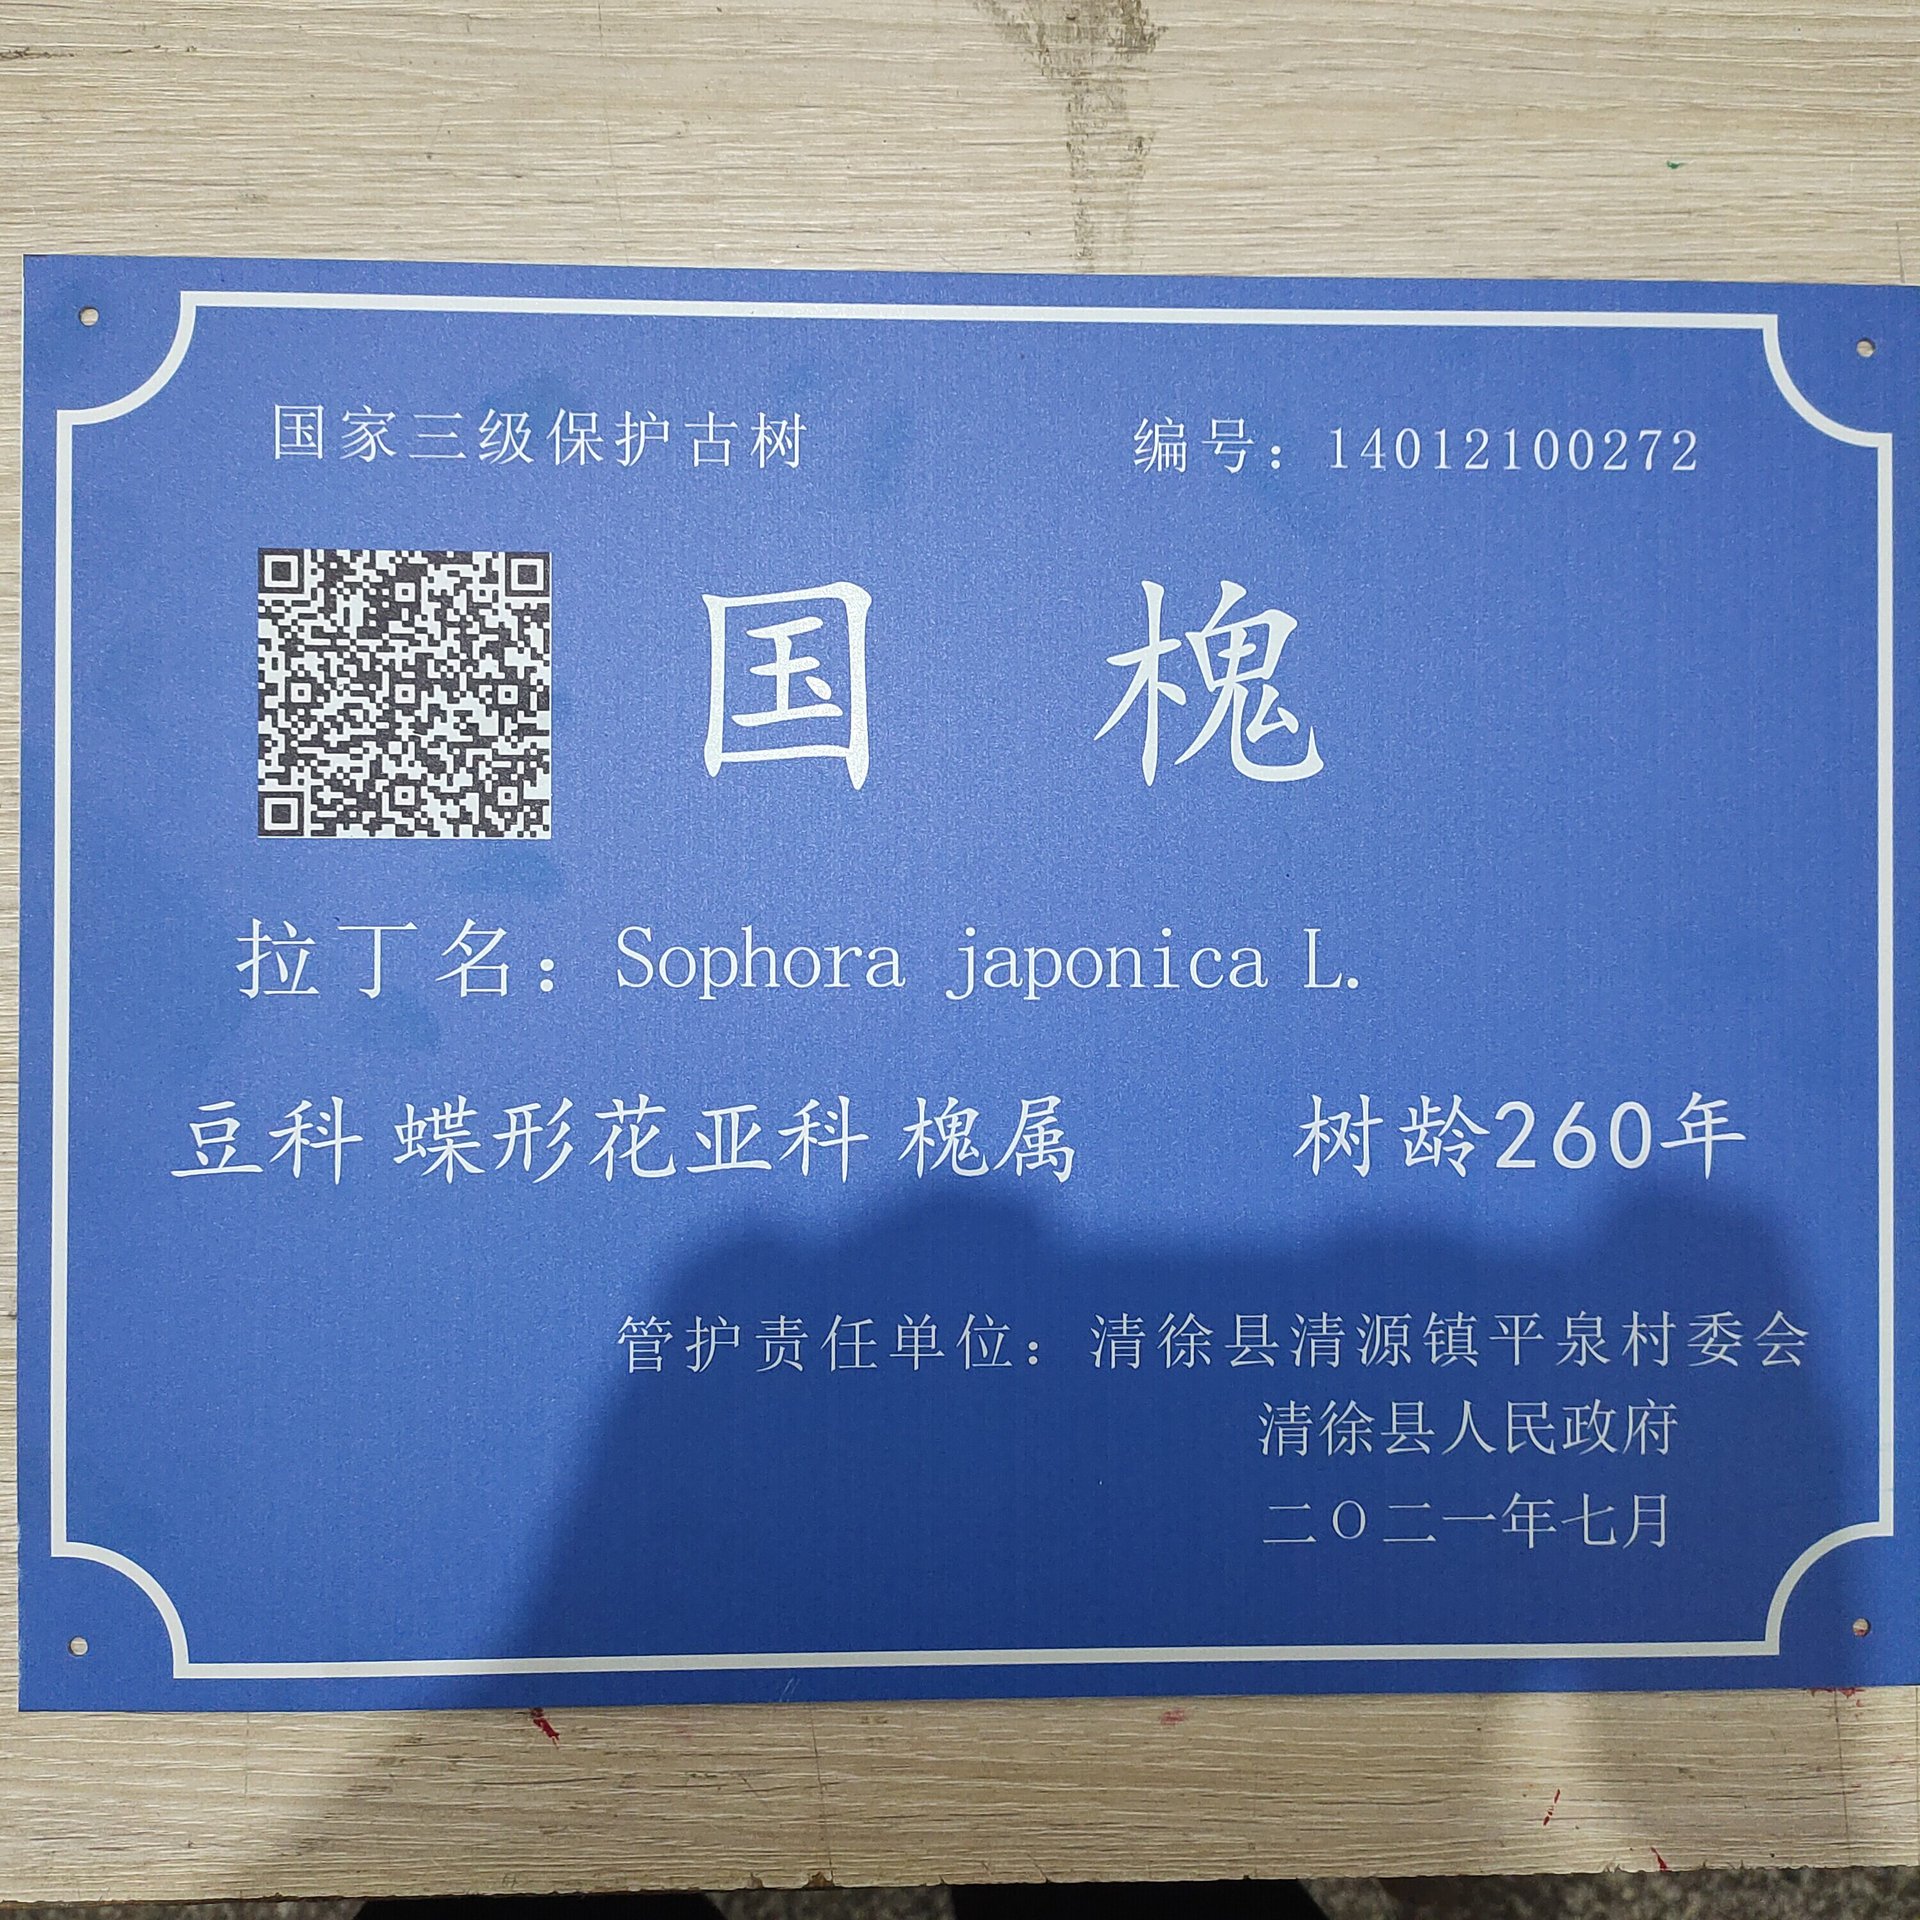 国家三级保护古树 编号：14012100272
国槐
拉丁名：Sophora japonica L.
豆科 蝶形花亚科 槐属 树龄260年
管护责任单位：清徐县清源镇平泉村委会
清徐县人民政府
二〇二一年七月